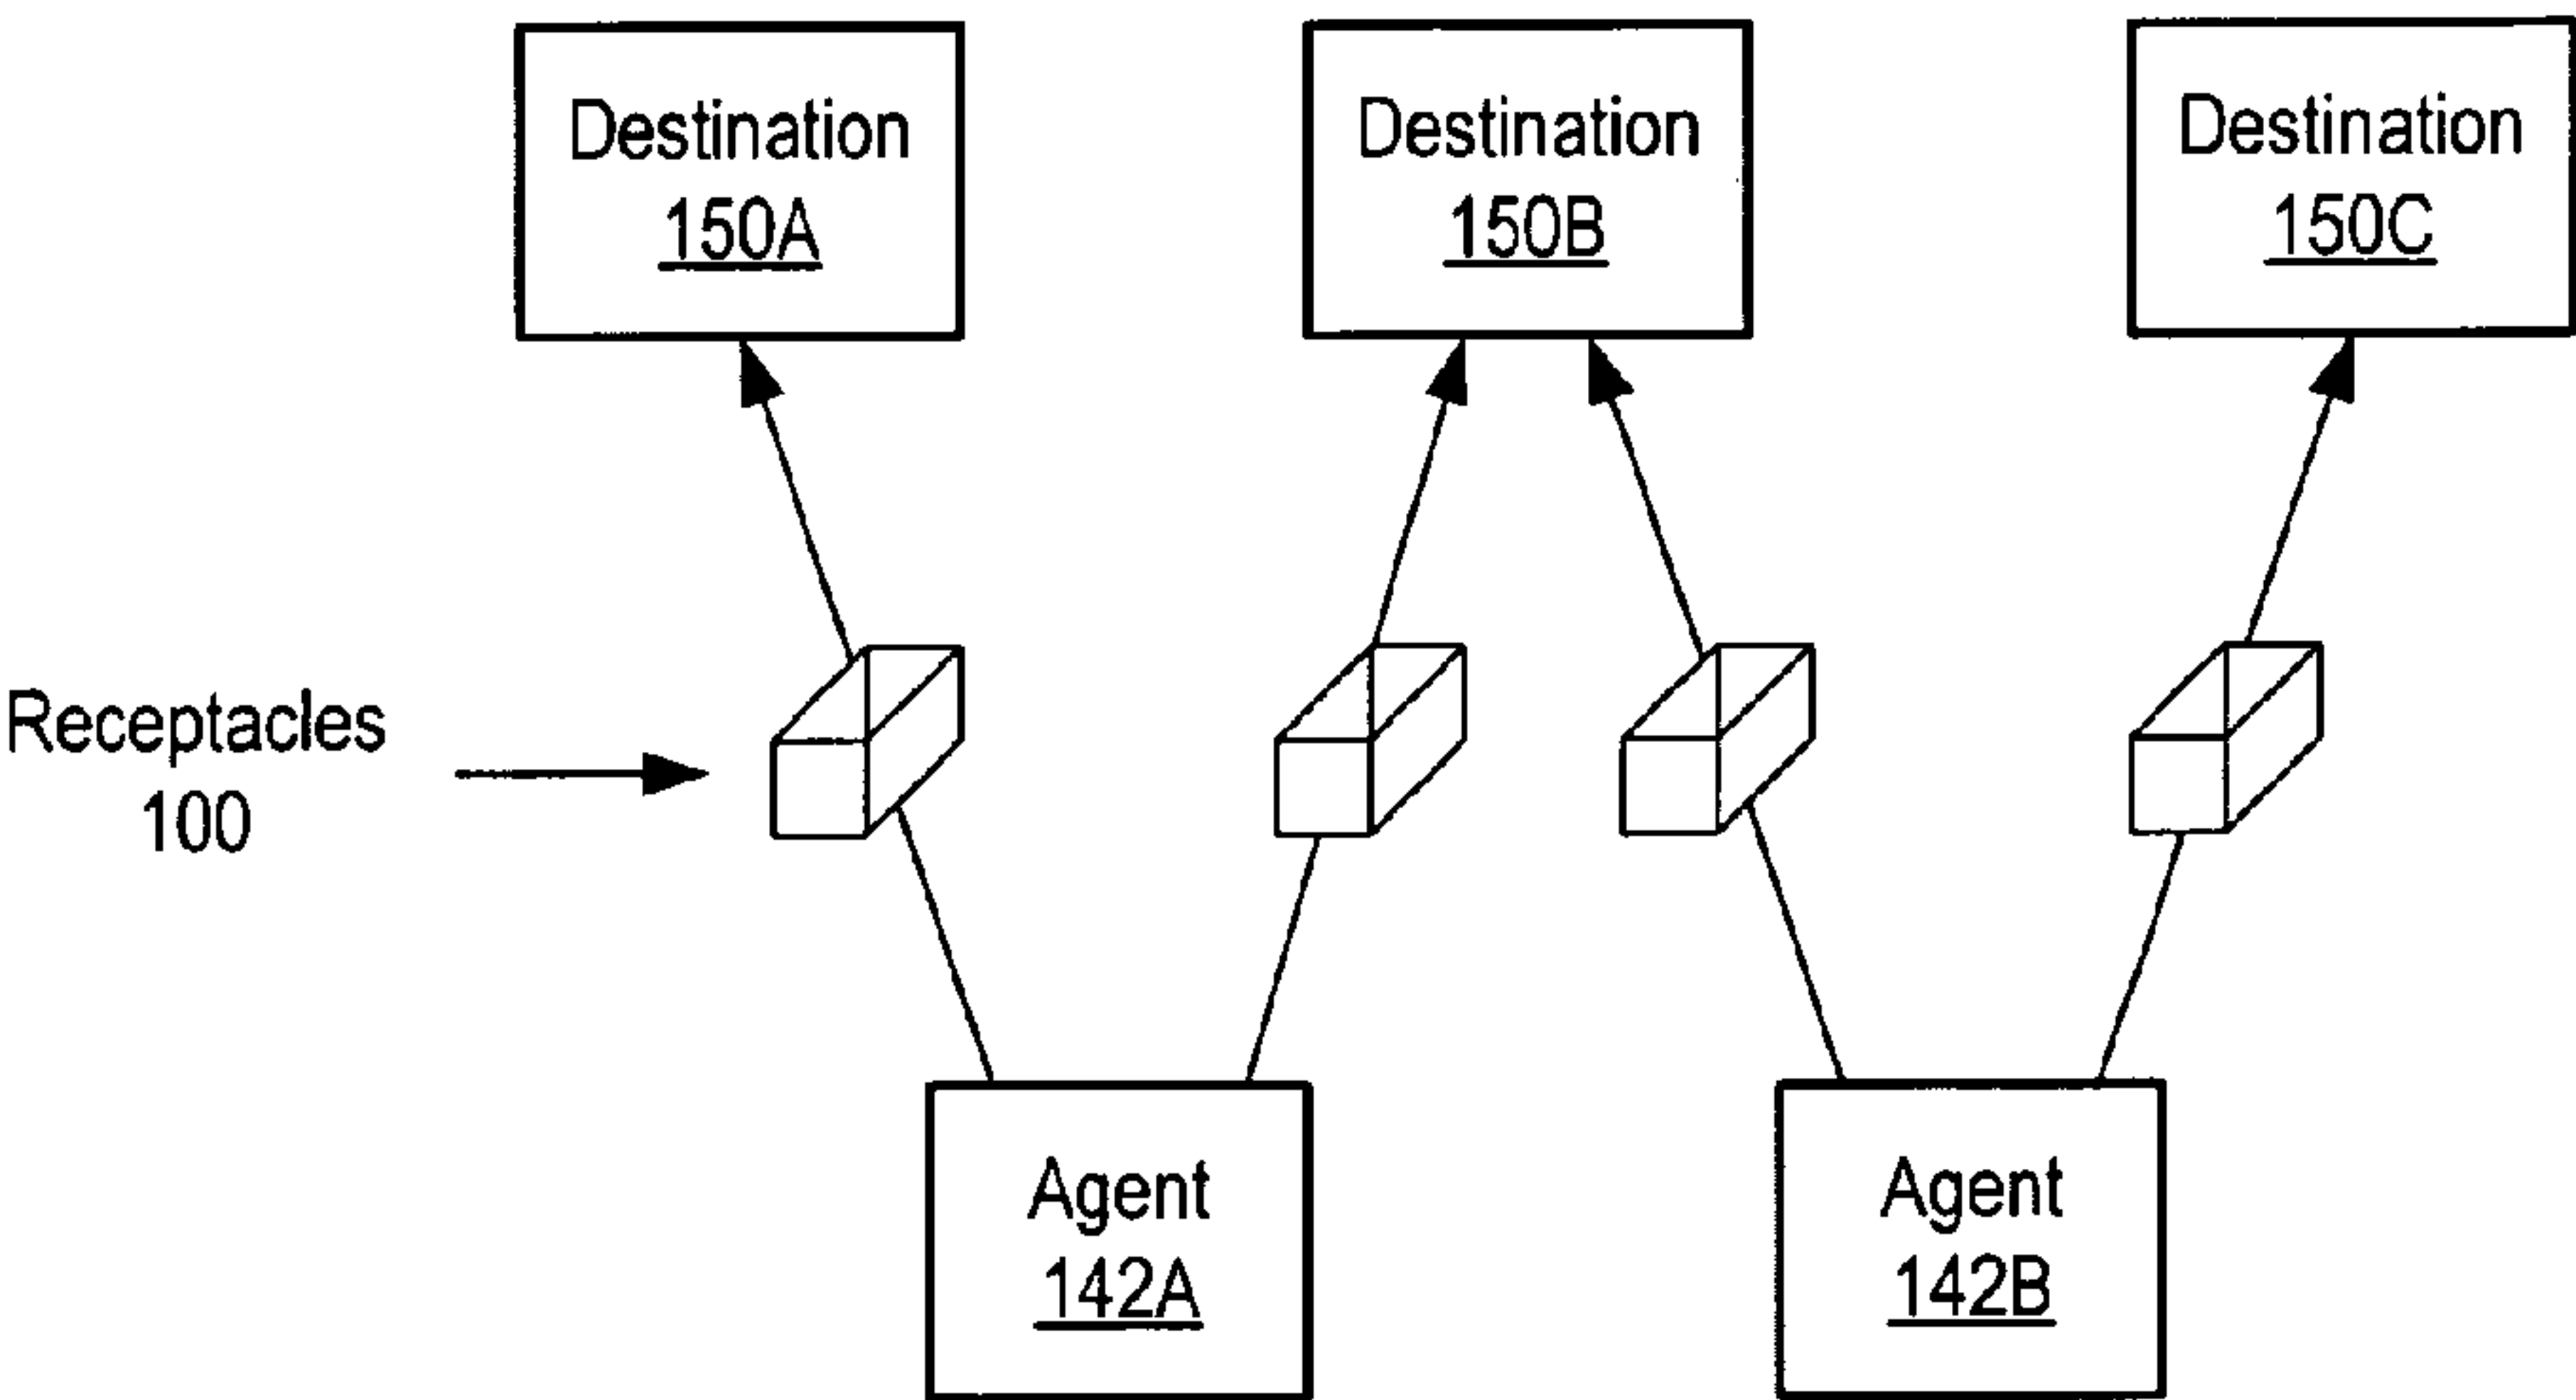 Destination
150A
Destination
150B
Destination
150C
Receptacles
100
Agent
142A
Agent
142B